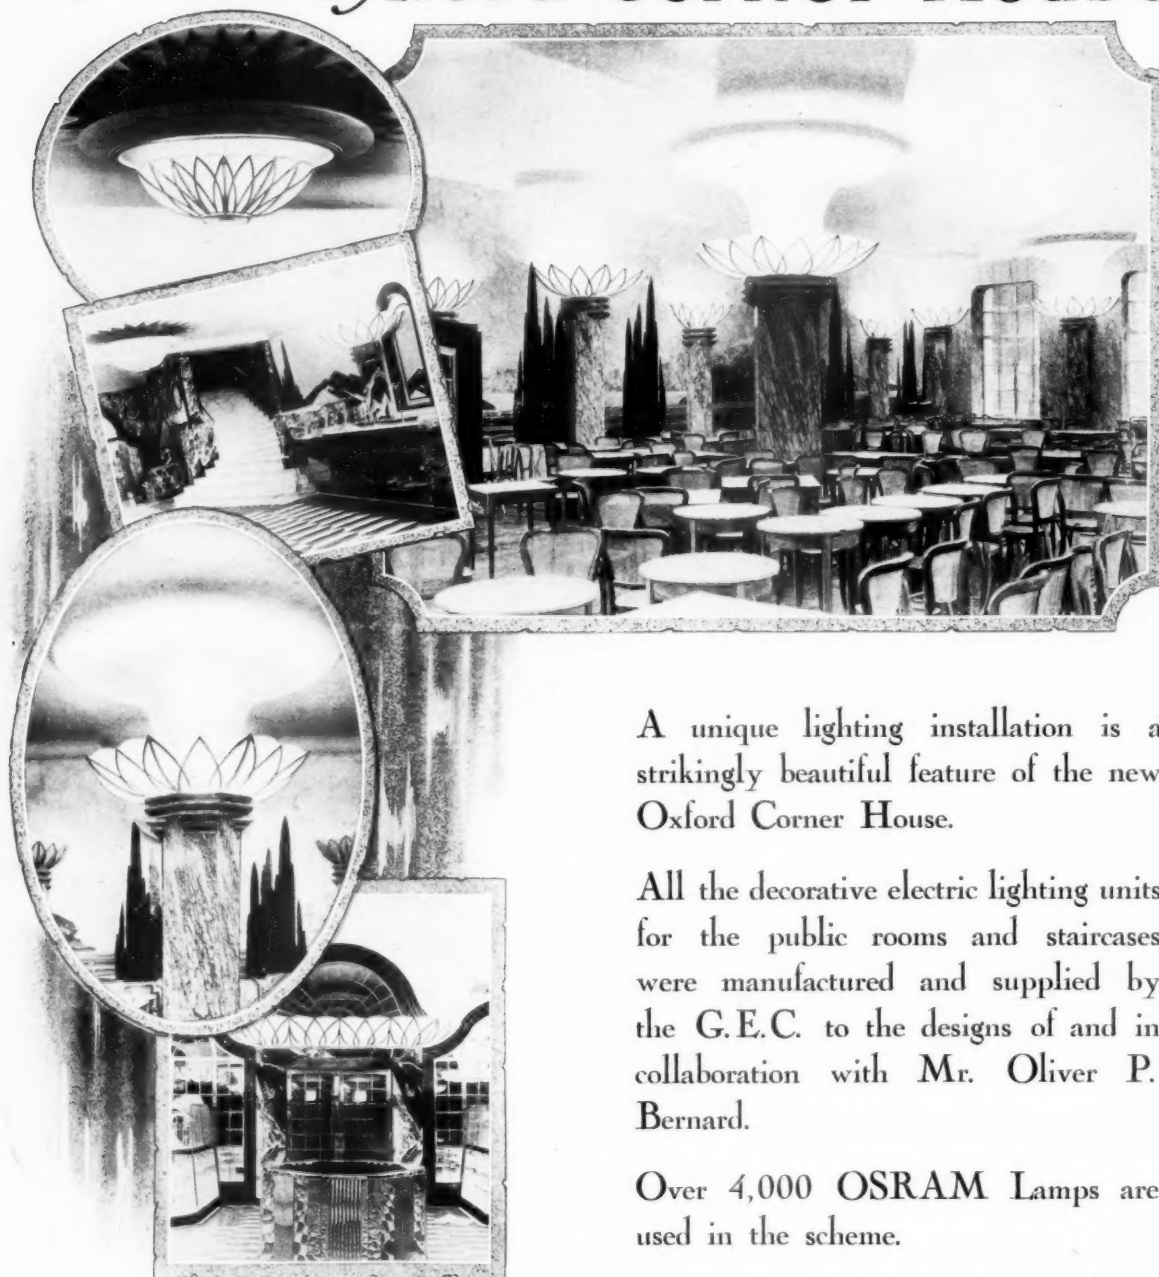 Corner House
A unique lighting installation is a
strikingly beautiful feature of the new
Oxford Corner House.
All the decorative electric lighting units
for the public rooms and staircases
were manufactured and supplied by
the G.E.C. to the designs of and in
collaboration with Mr. Oliver P.
Bernard.
Over 4,000 OSRAM Lamps are
used in the scheme.